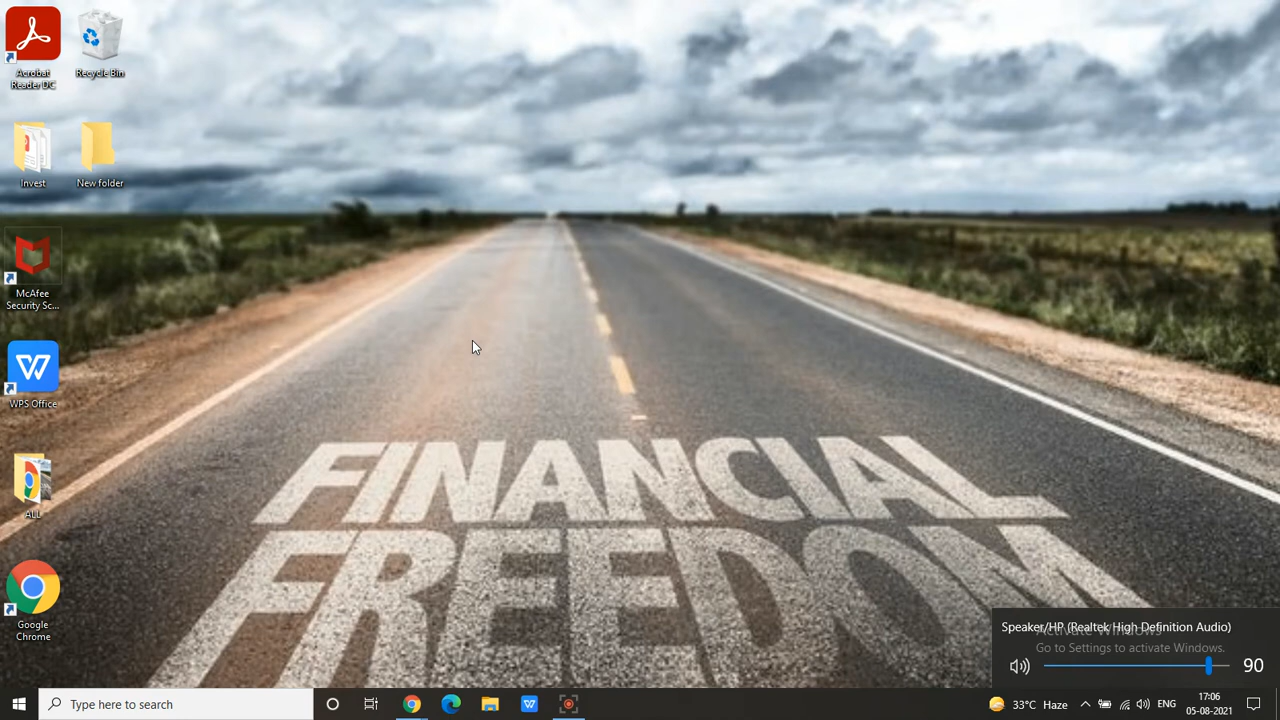 Acrobat
Reader DC
Recycle Bin
Invest
New folder
McAfee
Security Sc...
W
WPS Office
ALL
Google
Chrome
FINANCIAL
FREEDOM
Speaker/HP (Realtek High Definition Audio)
Activate Windows
Go to Settings to activate Windows.
90
Type here to search
W
33°C Haze
ENG
17:06
05-08-2021